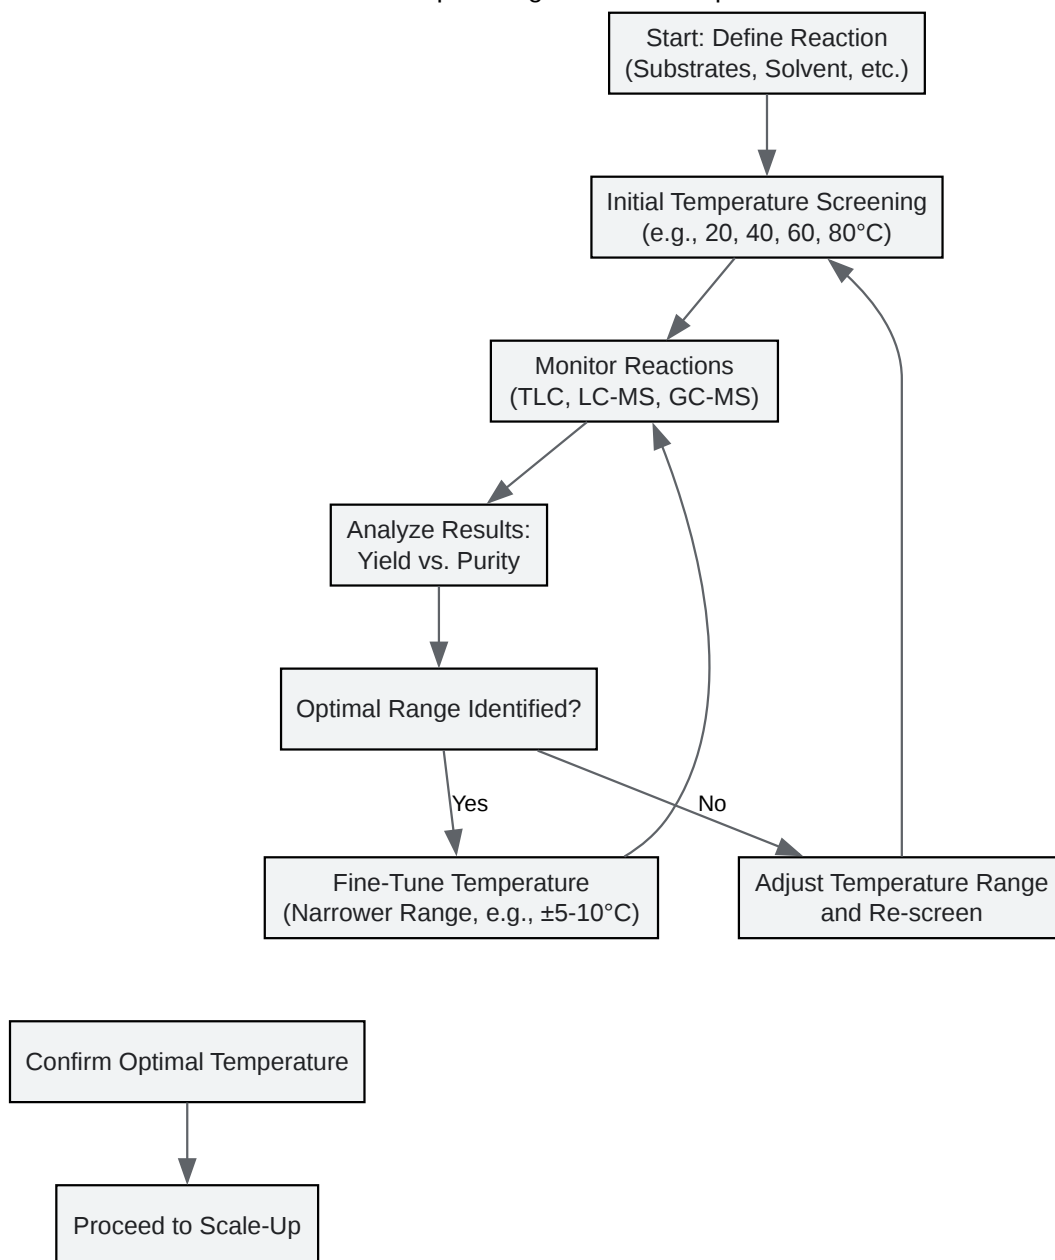 Start: Define Reaction
(Substrates, Solvent, etc.)
Initial Temperature Screening
(e.g., 20, 40, 60, 80°C)
Monitor Reactions
(TLC, LC-MS, GC-MS)
Analyze Results:
Yield vs. Purity
Optimal Range Identified?
Yes
No
Fine-Tune Temperature
(Narrower Range, e.g., ±5-10°C)
Adjust Temperature Range
and Re-screen
Confirm Optimal Temperature
Proceed to Scale-Up